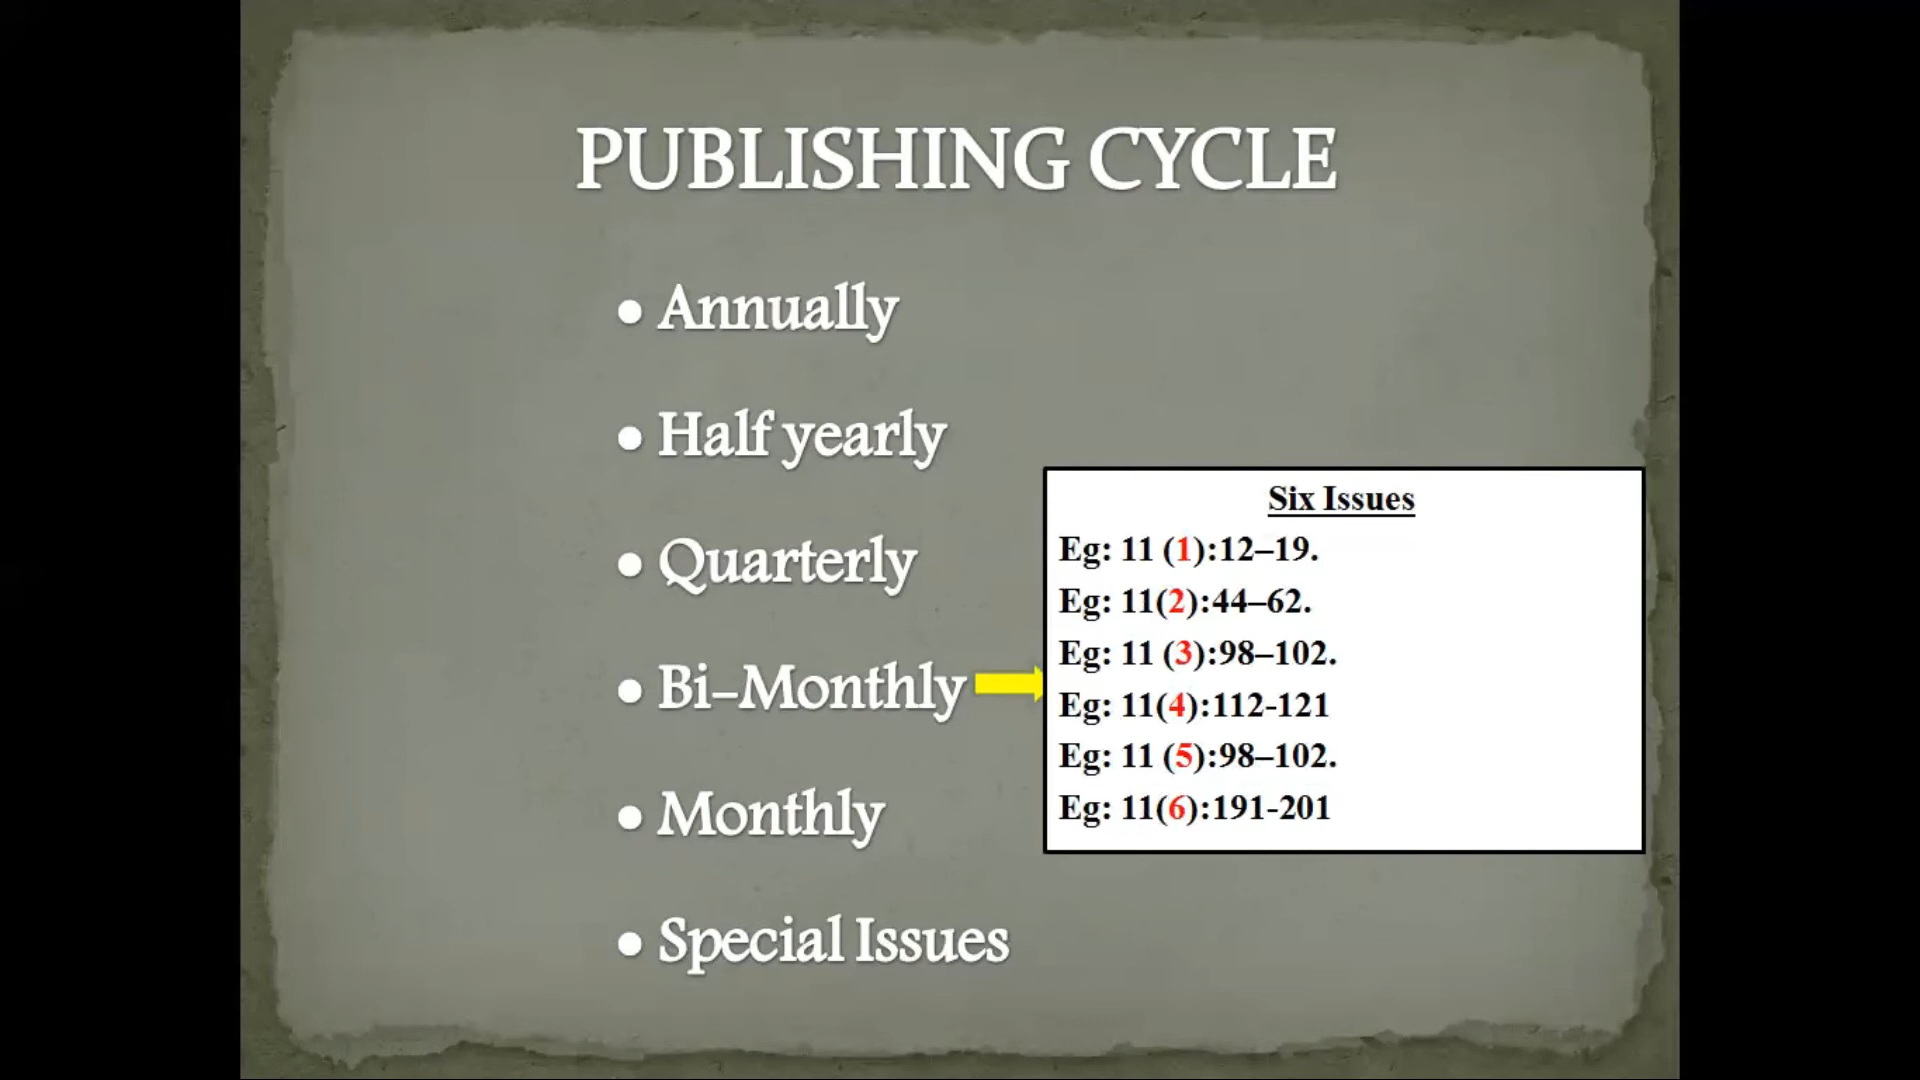 PUBLISHING CYCLE
• Annually
• Half yearly
• Quarterly
• Bi-Monthly
• Monthly
• Special Issues
Six Issues
Eg: 11 (1):12–19.
Eg: 11(2):44–62.
Eg: 11 (3):98–102.
Eg: 11(4):112-121
Eg: 11 (5):98–102.
Eg: 11(6):191-201